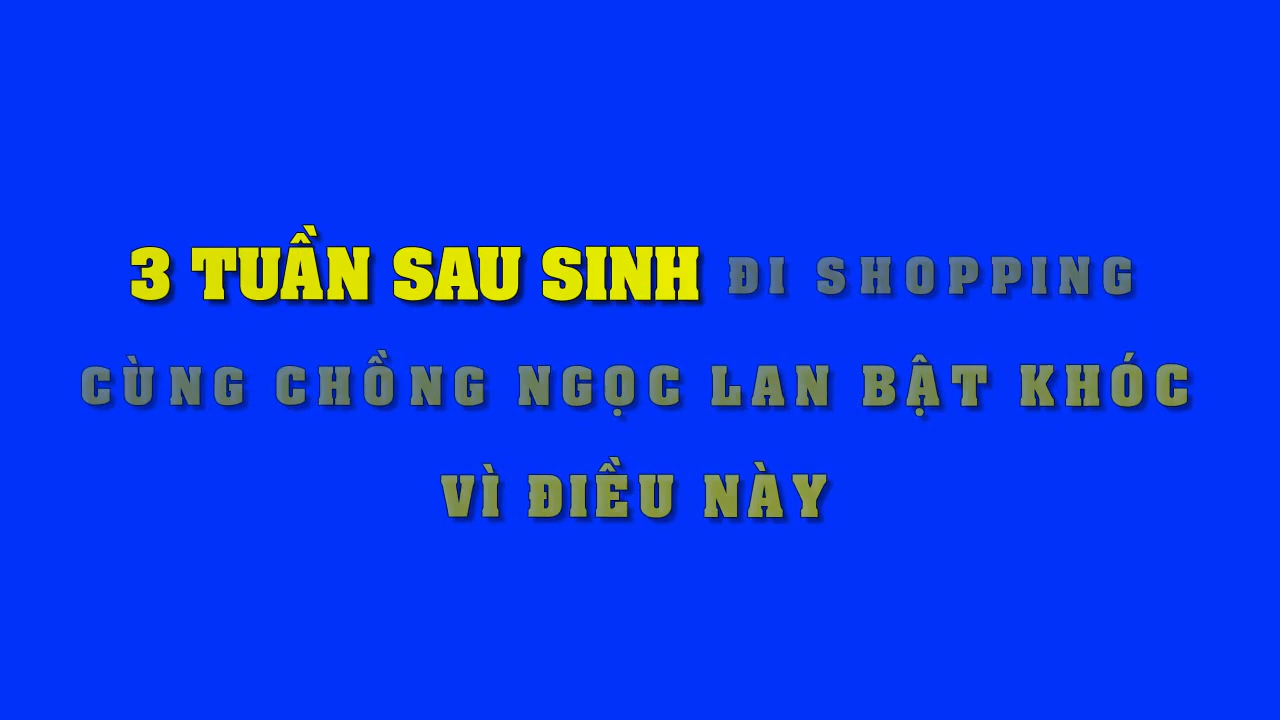 3 TUẦN SAU SINH ĐI SHOPPING
CÙNG CHỒNG NGỌC LAN BẬT KHÓC
VÌ ĐIỀU NÀY